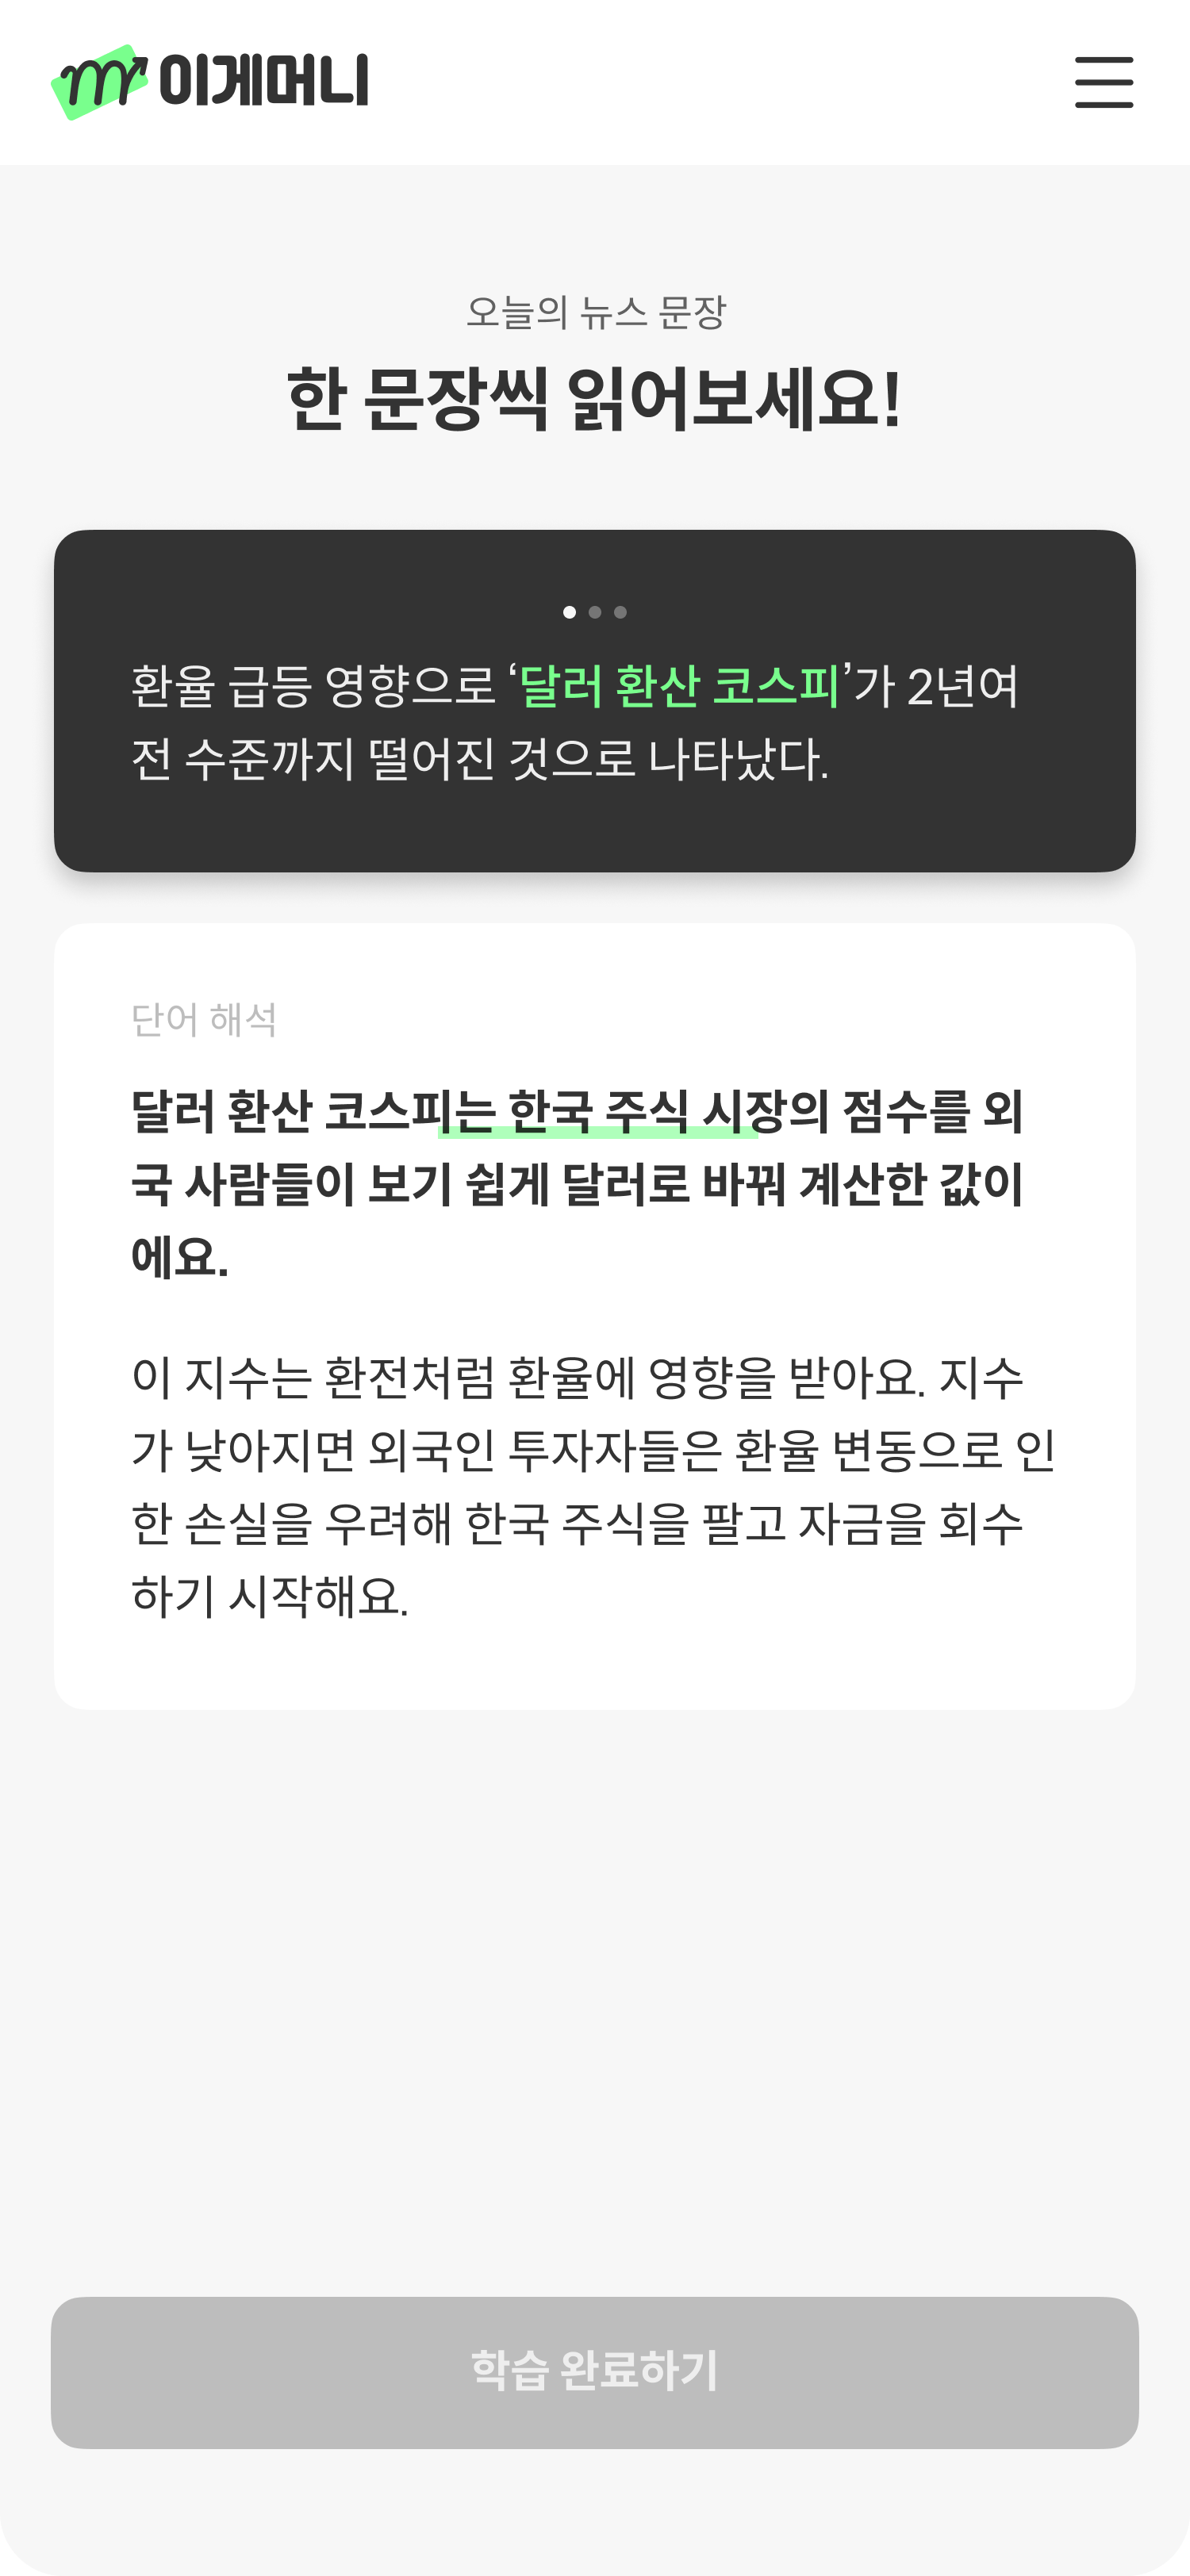 이게머니
오늘의 뉴스 문장
한 문장씩 읽어보세요!
환율 급등 영향으로 ‘달러 환산 코스피’가 2년여
전 수준까지 떨어진 것으로 나타났다.
단어 해석
달러 환산 코스피는 한국 주식 시장의 점수를 외
국 사람들이 보기 쉽게 달러로 바꿔 계산한 값이
에요.
이 지수는 환전처럼 환율에 영향을 받아요. 지수
가 낮아지면 외국인 투자자들은 환율 변동으로 인
한 손실을 우려해 한국 주식을 팔고 자금을 회수
하기 시작해요.
학습 완료하기